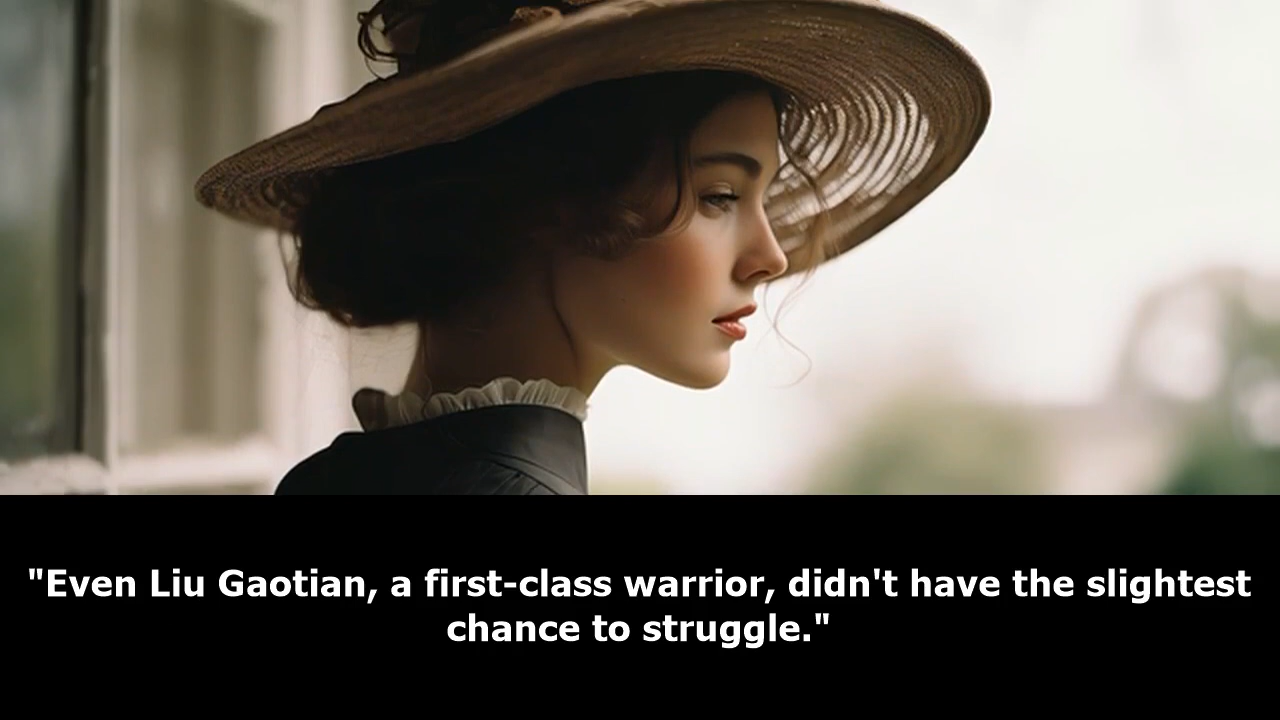 "Even Liu Gaotian, a first-class warrior, didn't have the slightest
chance to struggle."